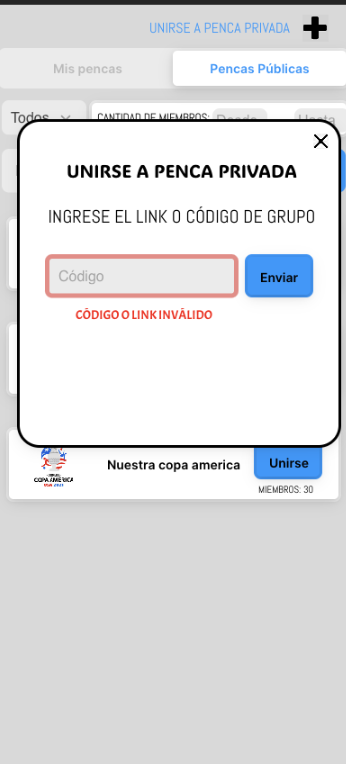 UNIRSE A PENCA PRIVADA
Mis pencas
Pencas Públicas
Todos
CANTIDAD DE MIEMBROS: Desde Hasta
UNIRSE A PENCA PRIVADA
INGRESE EL LINK O CÓDIGO DE GRUPO
Código
Enviar
CÓDIGO O LINK INVÁLIDO
COPA AMERICA
Nuestra copa america
Unirse
MIEMBROS: 30